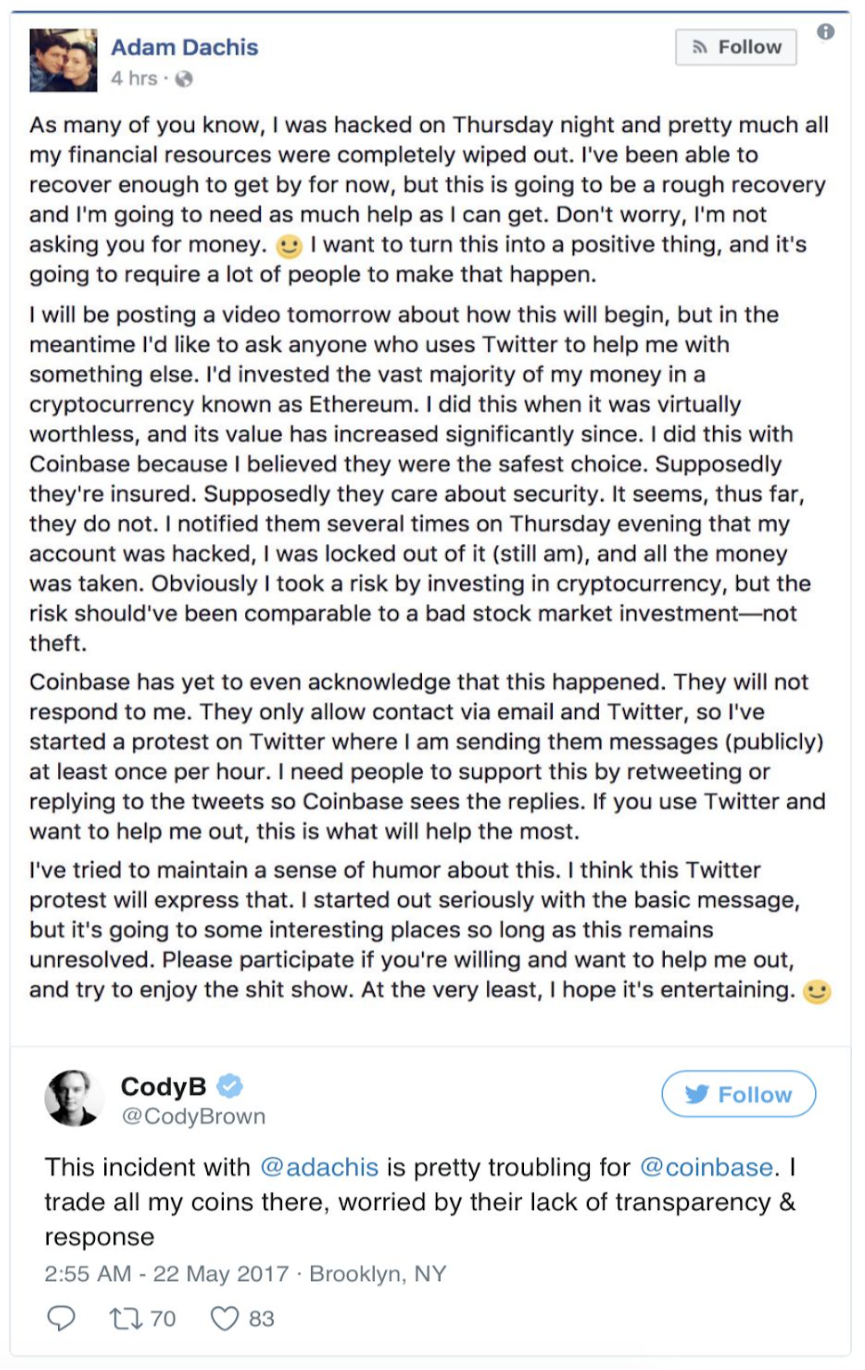 Adam Dachis
Follow
4 hrs ·
As many of you know, I was hacked on Thursday night and pretty much all
my financial resources were completely wiped out. I've been able to
recover enough to get by for now, but this is going to be a rough recovery
and I'm going to need as much help as I can get. Don't worry, I'm not
asking you for money. 🙂 I want to turn this into a positive thing, and it's
going to require a lot of people to make that happen.
I will be posting a video tomorrow about how this will begin, but in the
meantime I'd like to ask anyone who uses Twitter to help me with
something else. I'd invested the vast majority of my money in a
cryptocurrency known as Ethereum. I did this when it was virtually
worthless, and its value has increased significantly since. I did this with
Coinbase because I believed they were the safest choice. Supposedly
they're insured. Supposedly they care about security. It seems, thus far,
they do not. I notified them several times on Thursday evening that my
account was hacked, I was locked out of it (still am), and all the money
was taken. Obviously I took a risk by investing in cryptocurrency, but the
risk should've been comparable to a bad stock market investment—not
theft.
Coinbase has yet to even acknowledge that this happened. They will not
respond to me. They only allow contact via email and Twitter, so I've
started a protest on Twitter where I am sending them messages (publicly)
at least once per hour. I need people to support this by retweeting or
replying to the tweets so Coinbase sees the replies. If you use Twitter and
want to help me out, this is what will help the most.
I've tried to maintain a sense of humor about this. I think this Twitter
protest will express that. I started out seriously with the basic message,
but it's going to some interesting places so long as this remains
unresolved. Please participate if you're willing and want to help me out,
and try to enjoy the shit show. At the very least, I hope it's entertaining. 🙂
CodyB
@CodyBrown
Follow
This incident with @adachis is pretty troubling for @coinbase. I
trade all my coins there, worried by their lack of transparency &
response
2:55 AM - 22 May 2017 · Brooklyn, NY
70 83